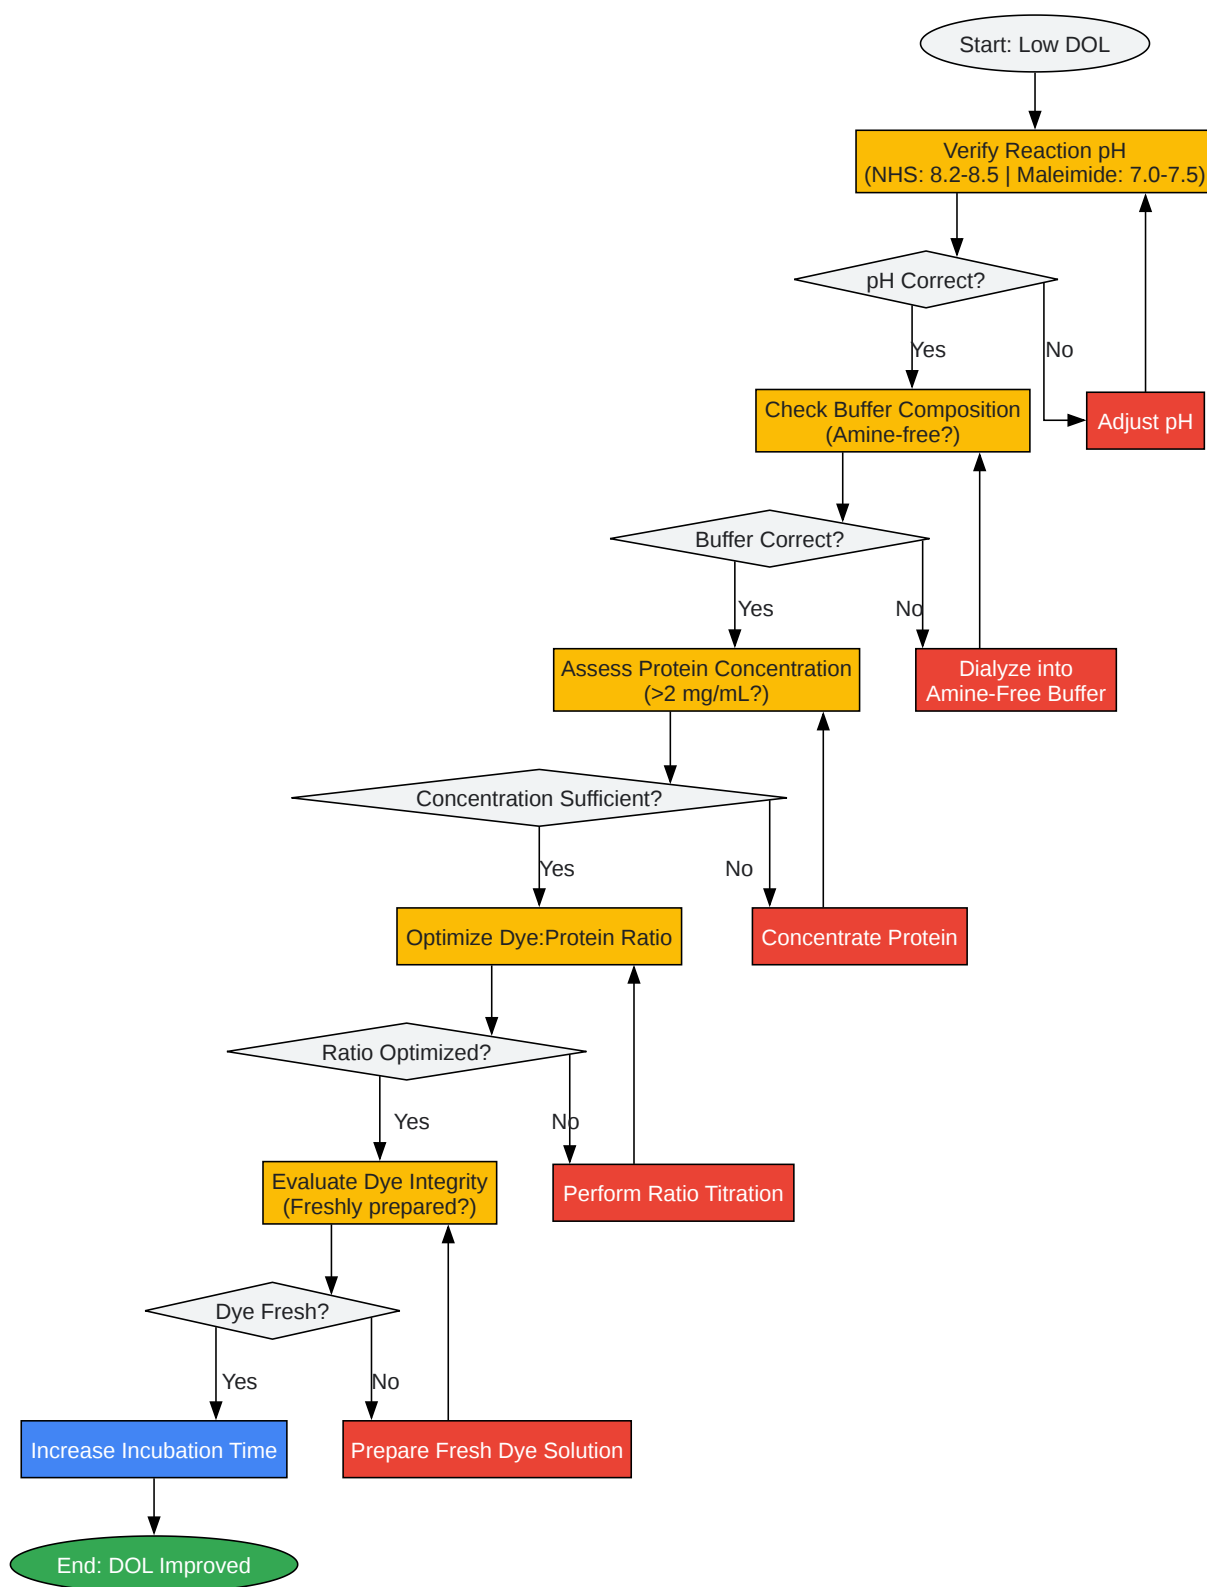 Start: Low DOL
Verify Reaction pH
(NHS: 8.2-8.5 | Maleimide: 7.0-7.5)
pH Correct?
Yes
No
Check Buffer Composition
(Amine-free?)
Adjust pH
Buffer Correct?
Yes
No
Assess Protein Concentration
(>2 mg/mL?)
Dialyze into
Amine-Free Buffer
Concentration Sufficient?
Yes
No
Optimize Dye:Protein Ratio
Concentrate Protein
Ratio Optimized?
Yes
No
Evaluate Dye Integrity
(Freshly prepared?)
Perform Ratio Titration
Dye Fresh?
Yes
No
Increase Incubation Time
Prepare Fresh Dye Solution
End: DOL Improved